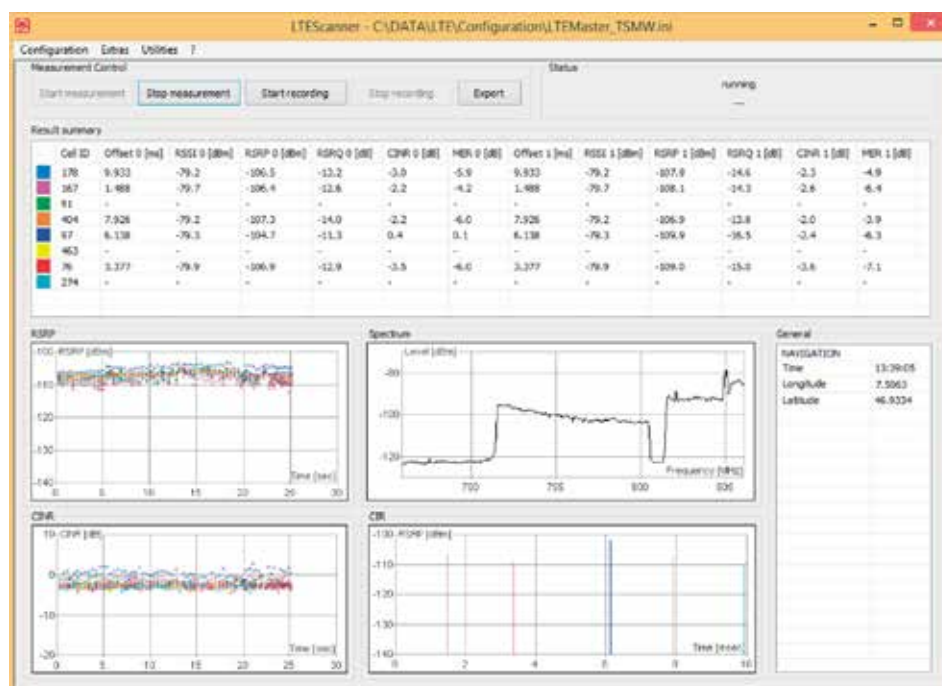 LTEScanner - C:\DATA\LTE\Configuration\LTEMaster_TSMW.ini
Configuration Extras Utilities ?
Measurement Control
Status
Start measurement Stop measurement Start recording Stop recording Export
running
---
Result summary
Cell ID Offset 0 [ms] RSSI 0 [dBm] RSRP 0 [dBm] RSRQ 0 [dB] CINR 0 [dB] MER 0 [dB] Offset 1 [ms] RSSI 1 [dBm] RSRP 1 [dBm] RSRQ 1 [dB] CINR 1 [dB] MER 1 [dB]
178 9.933 -79.2 -106.5 -13.2 -3.0 -5.9 9.933 -79.2 -107.8 -14.6 -2.3 -4.9
167 1.488 -79.7 -106.4 -12.6 -2.2 -4.2 1.488 -79.7 -108.1 -14.3 -2.6 -6.4
- - - - - - - - - - - -
404 7.926 -79.2 -107.3 -14.0 -2.2 -6.0 7.926 -79.2 -106.9 -13.8 -2.0 -3.9
6.138 -79.3 -104.7 -11.3 0.4 0.1 6.138 -79.3 -109.9 -16.5 -2.4 -6.3
463 - - - - - - - - - - - -
76 3.377 -79.9 -106.9 -12.9 -3.5 -6.0 3.377 -79.9 -109.0 -15.0 -3.6 -7.1
274 - - - - - - - - - - - -
RSRP
-100 RSRP [dBm]
-110
-120
-130
-140
Time [sec]
0 5 10 15 20 25 30
Spectrum
Level [dBm]
-80
-100
-120
Frequency [MHz]
790 795 800 805
General
NAVIGATION
Time 13:39:05
Longitude 7.5063
Latitude 46.9334
CINR
10 CINR [dB]
0
-10
-20
Time [sec]
0 5 10 15 20 25 30
CIR
-100 RSRP [dBm]
-110
-120
-130
-140
Time [msec]
0 2 4 6 8 10